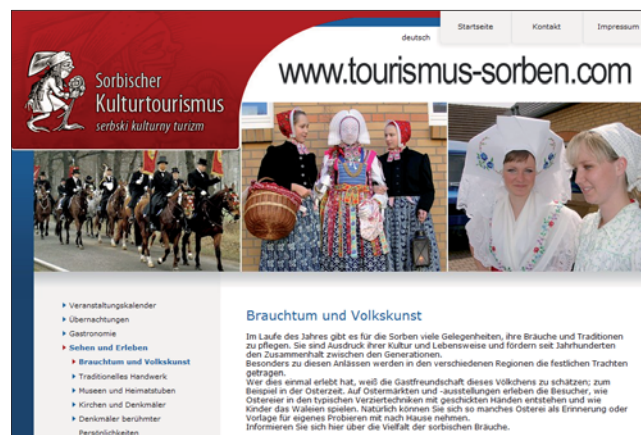 Startseite Kontakt Impressum
deutsch
www.tourismus-sorben.com
Sorbischer
Kulturtourismus
serbski kulturny turizm
Veranstaltungskalender
Übernachtungen
Gastronomie
Sehen und Erleben
Brauchtum und Volkskunst
Traditionelles Handwerk
Museen und Heimatstuben
Kirchen und Denkmäler
Denkmäler berühmter
Persönlichkeiten
Brauchtum und Volkskunst
Im Laufe des Jahres gibt es für die Sorben viele Gelegenheiten, ihre Bräuche und Traditionen
zu pflegen. Sie sind Ausdruck ihrer Kultur und Lebensweise und fördern seit Jahrhunderten
den Zusammenhalt zwischen den Generationen.
Besonders zu diesen Anlässen werden in den verschiedenen Regionen die festlichen Trachten
getragen.
Wer dies einmal erlebt hat, weiß die Gastfreundschaft dieses Völkchens zu schätzen; zum
Beispiel in der Osterzeit. Auf Ostermärkten und -ausstellungen erleben die Besucher, wie
Ostereier in den typischen Verziertechniken mit geschickten Händen entstehen und wie
Kinder das Waleien spielen. Natürlich können Sie sich so manches Osterei als Erinnerung oder
Vorlage für eigenes Probieren mit nach Hause nehmen.
Informieren Sie sich hier über die Vielfalt der sorbischen Bräuche.